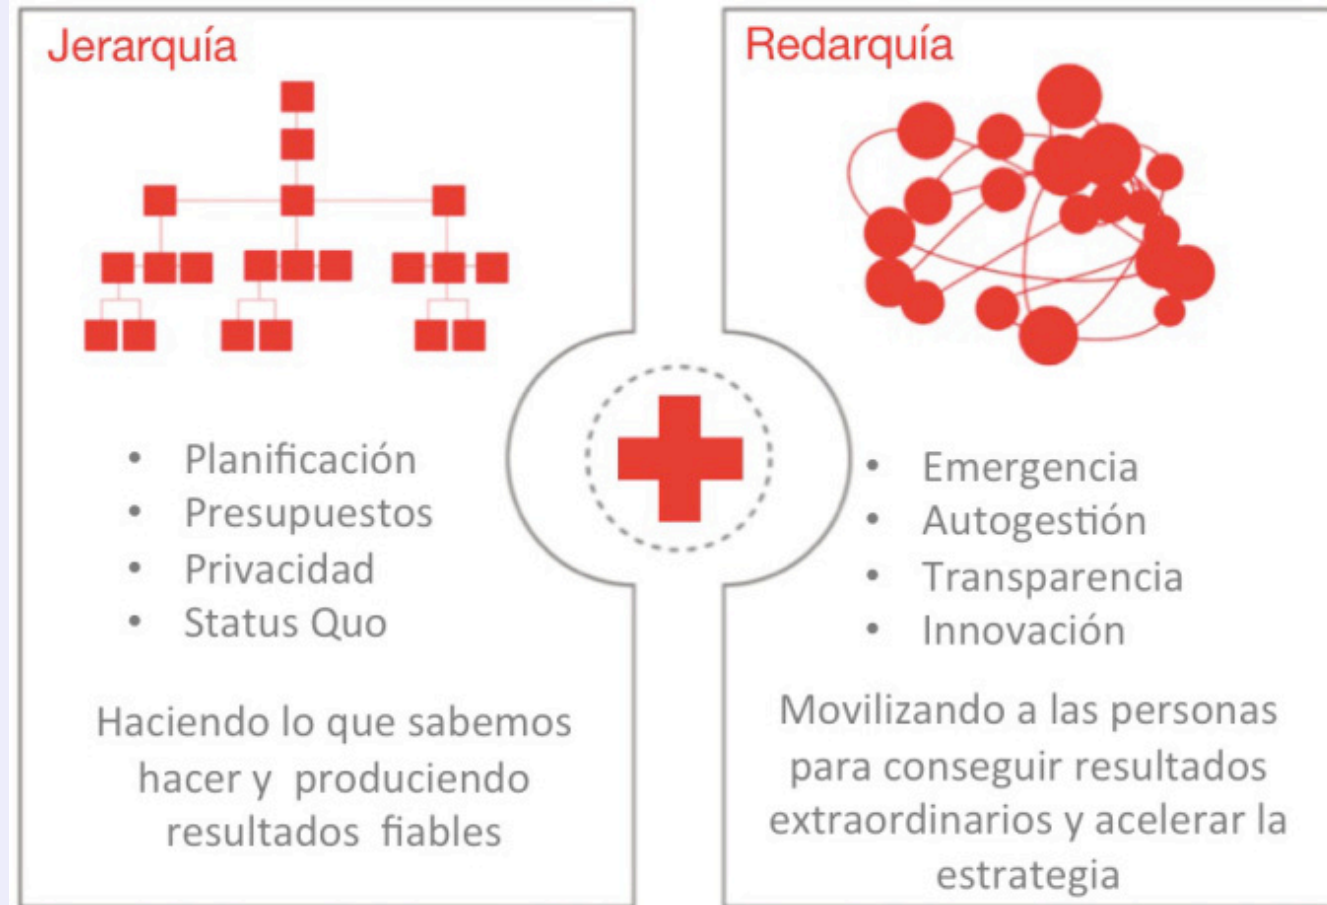 Jerarquía
• Planificación
• Presupuestos
• Privacidad
• Status Quo
Haciendo lo que sabemos
hacer y produciendo
resultados fiables
Redarquía
• Emergencia
• Autogestión
• Transparencia
• Innovación
Movilizando a las personas
para conseguir resultados
extraordinarios y acelerar la
estrategia